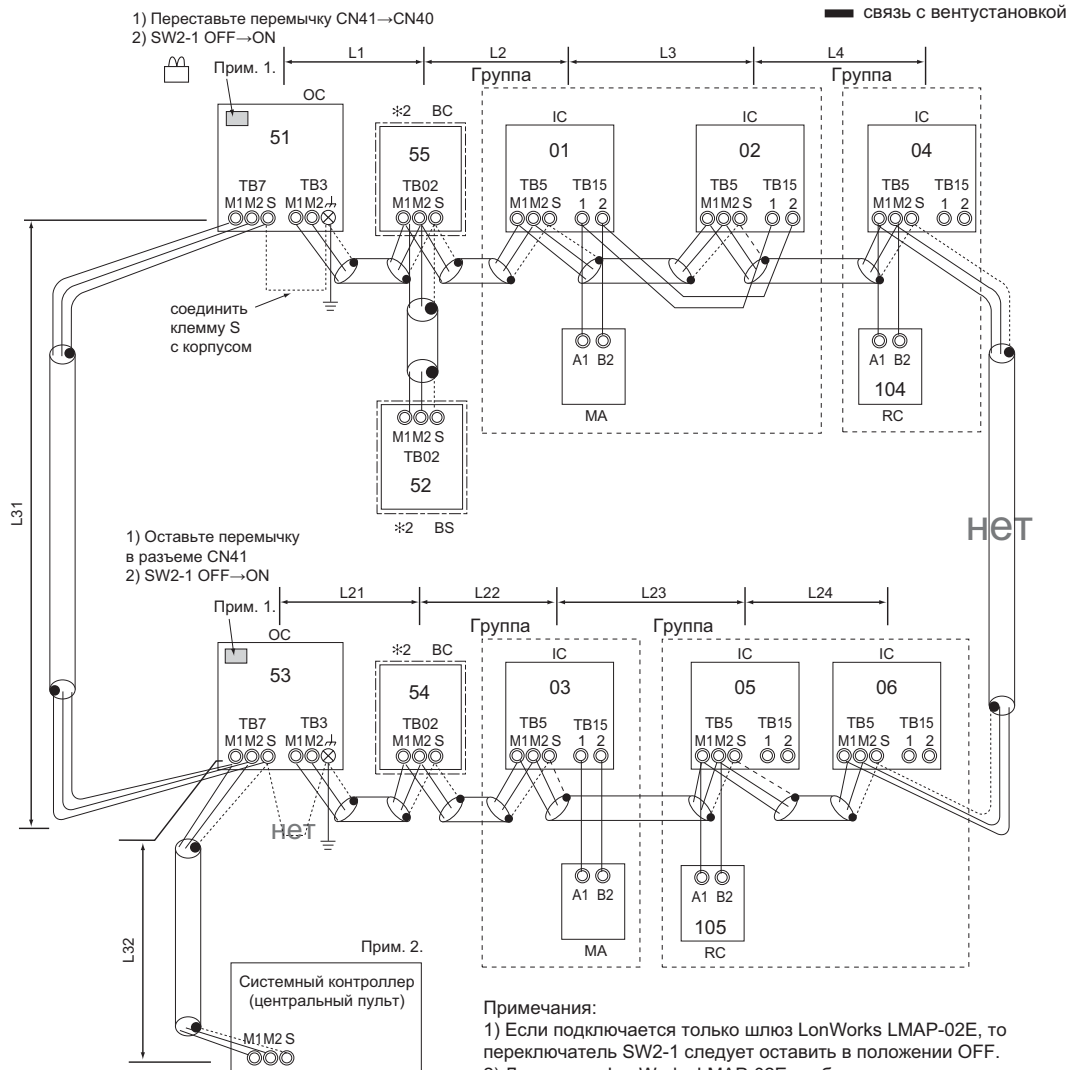 1) Переставьте перемычку CN41→CN40
2) SW2-1 OFF→ON
связь с вентустановкой
L1 L2 L3 L4
Прим. 1.
Группа Группа
OC
✻2 BC
IC IC IC
51 55 01 02 04
TB7 TB3 TB02 TB5 TB15 TB5 TB15 TB5 TB15
M1 M2 S M1 M2 M1 M2 S M1 M2 S 1 2 M1 M2 S 1 2 M1 M2 S 1 2
соединить
клемму S
с корпусом
A1 B2
MA
A1 B2
104
RC
M1 M2 S
TB02
52
✻2 BS
L31
нет
1) Оставьте перемычку
в разъеме CN41
2) SW2-1 OFF→ON
L21 L22 L23 L24
Прим. 1.
Группа Группа
OC
✻2 BC
IC IC IC
53 54 03 05 06
TB7 TB3 TB02 TB5 TB15 TB5 TB15 TB5 TB15
M1 M2 S M1 M2 M1 M2 S M1 M2 S 1 2 M1 M2 S 1 2 M1 M2 S 1 2
нет
A1 B2
MA
A1 B2
105
RC
L32
Прим. 2.
Системный контроллер
(центральный пульт)
M1 M2 S
Примечания:
1) Если подключается только шлюз LonWorks LMAP-02E, то
переключатель SW2-1 следует оставить в положении OFF.